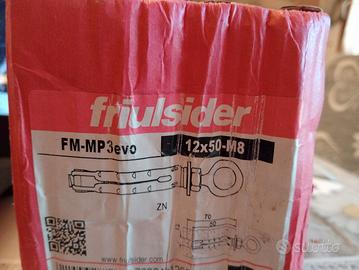 friulsider
FM-MP3evo 12x50-M8
ZN
70
50
www.friulsider.com
SUBITO